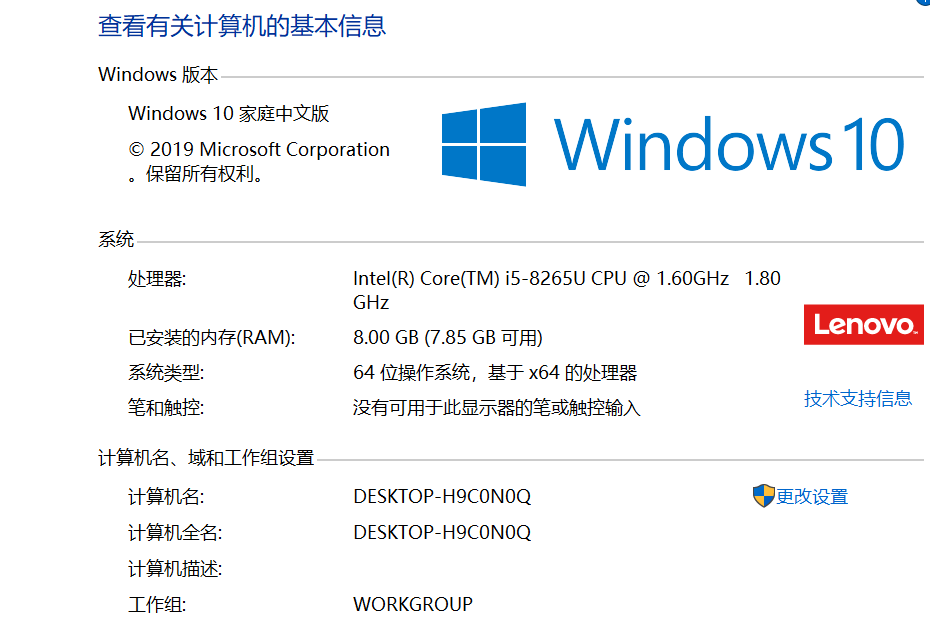 查看有关计算机的基本信息
Windows 版本
Windows 10 家庭中文版
© 2019 Microsoft Corporation
。保留所有权利。
Windows 10
系统
处理器:
Intel(R) Core(TM) i5-8265U CPU @ 1.60GHz 1.80
GHz
已安装的内存(RAM):
8.00 GB (7.85 GB 可用)
系统类型:
64 位操作系统，基于 x64 的处理器
笔和触控:
没有可用于此显示器的笔或触控输入
Lenovo™
技术支持信息
计算机名、域和工作组设置
计算机名:
DESKTOP-H9C0N0Q
更改设置
计算机全名:
DESKTOP-H9C0N0Q
计算机描述:
工作组:
WORKGROUP